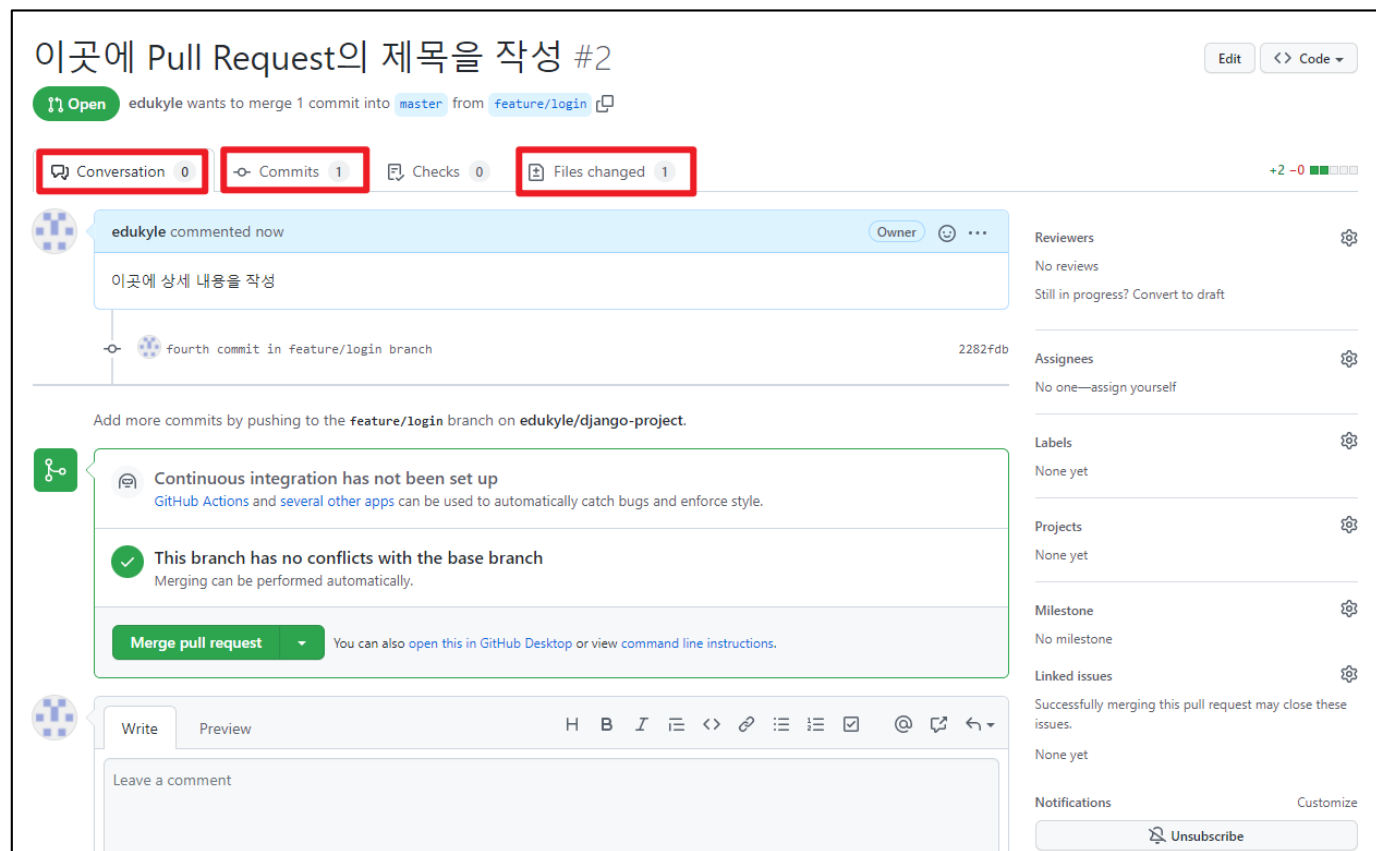 이곳에 Pull Request의 제목을 작성 #2
Edit
Code
Open
edukyle wants to merge 1 commit into master from feature/login
Conversation 0
Commits 1
Checks 0
Files changed 1
+2 −0
edukyle commented now
Owner
이곳에 상세 내용을 작성
fourth commit in feature/login branch
2282fdb
Add more commits by pushing to the feature/login branch on edukyle/django-project.
Continuous integration has not been set up
GitHub Actions and several other apps can be used to automatically catch bugs and enforce style.
This branch has no conflicts with the base branch
Merging can be performed automatically.
Merge pull request
You can also open this in GitHub Desktop or view command line instructions.
Write
Preview
Leave a comment
Reviewers
No reviews
Still in progress? Convert to draft
Assignees
No one—assign yourself
Labels
None yet
Projects
None yet
Milestone
No milestone
Linked issues
Successfully merging this pull request may close these
issues.
None yet
Notifications
Customize
Unsubscribe